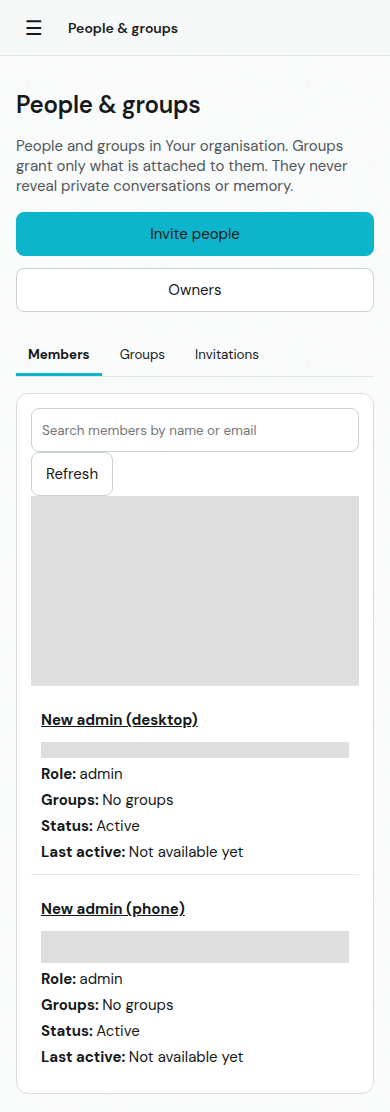 ☰ People & groups
People & groups
People and groups in Your organisation. Groups
grant only what is attached to them. They never
reveal private conversations or memory.
Invite people
Owners
Members Groups Invitations
Search members by name or email
Refresh
New admin (desktop)
Role: admin
Groups: No groups
Status: Active
Last active: Not available yet
New admin (phone)
Role: admin
Groups: No groups
Status: Active
Last active: Not available yet